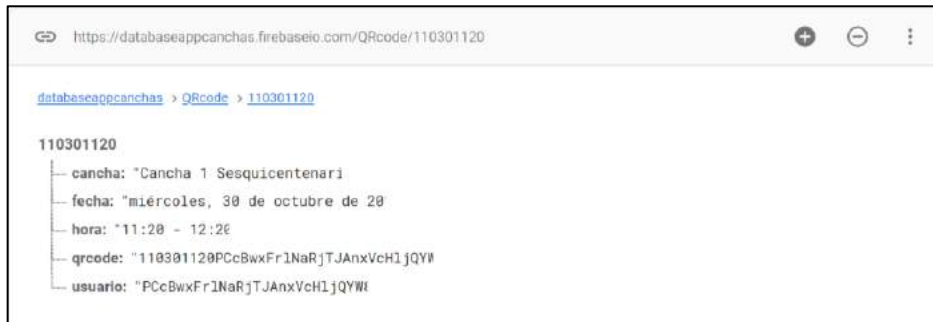 https://databaseappcanchas.firebaseio.com/QRcode/110301120
databaseappcanchas > QRcode > 110301120
110301120
cancha: "Cancha 1 Sesquicentenari
fecha: "miércoles, 30 de octubre de 20
hora: "11:20 - 12:20
qrcode: "110301120PCcBwxFrlNaRjTJAnxVcHljQYW
usuario: "PCcBwxFrlNaRjTJAnxVcHljQYW